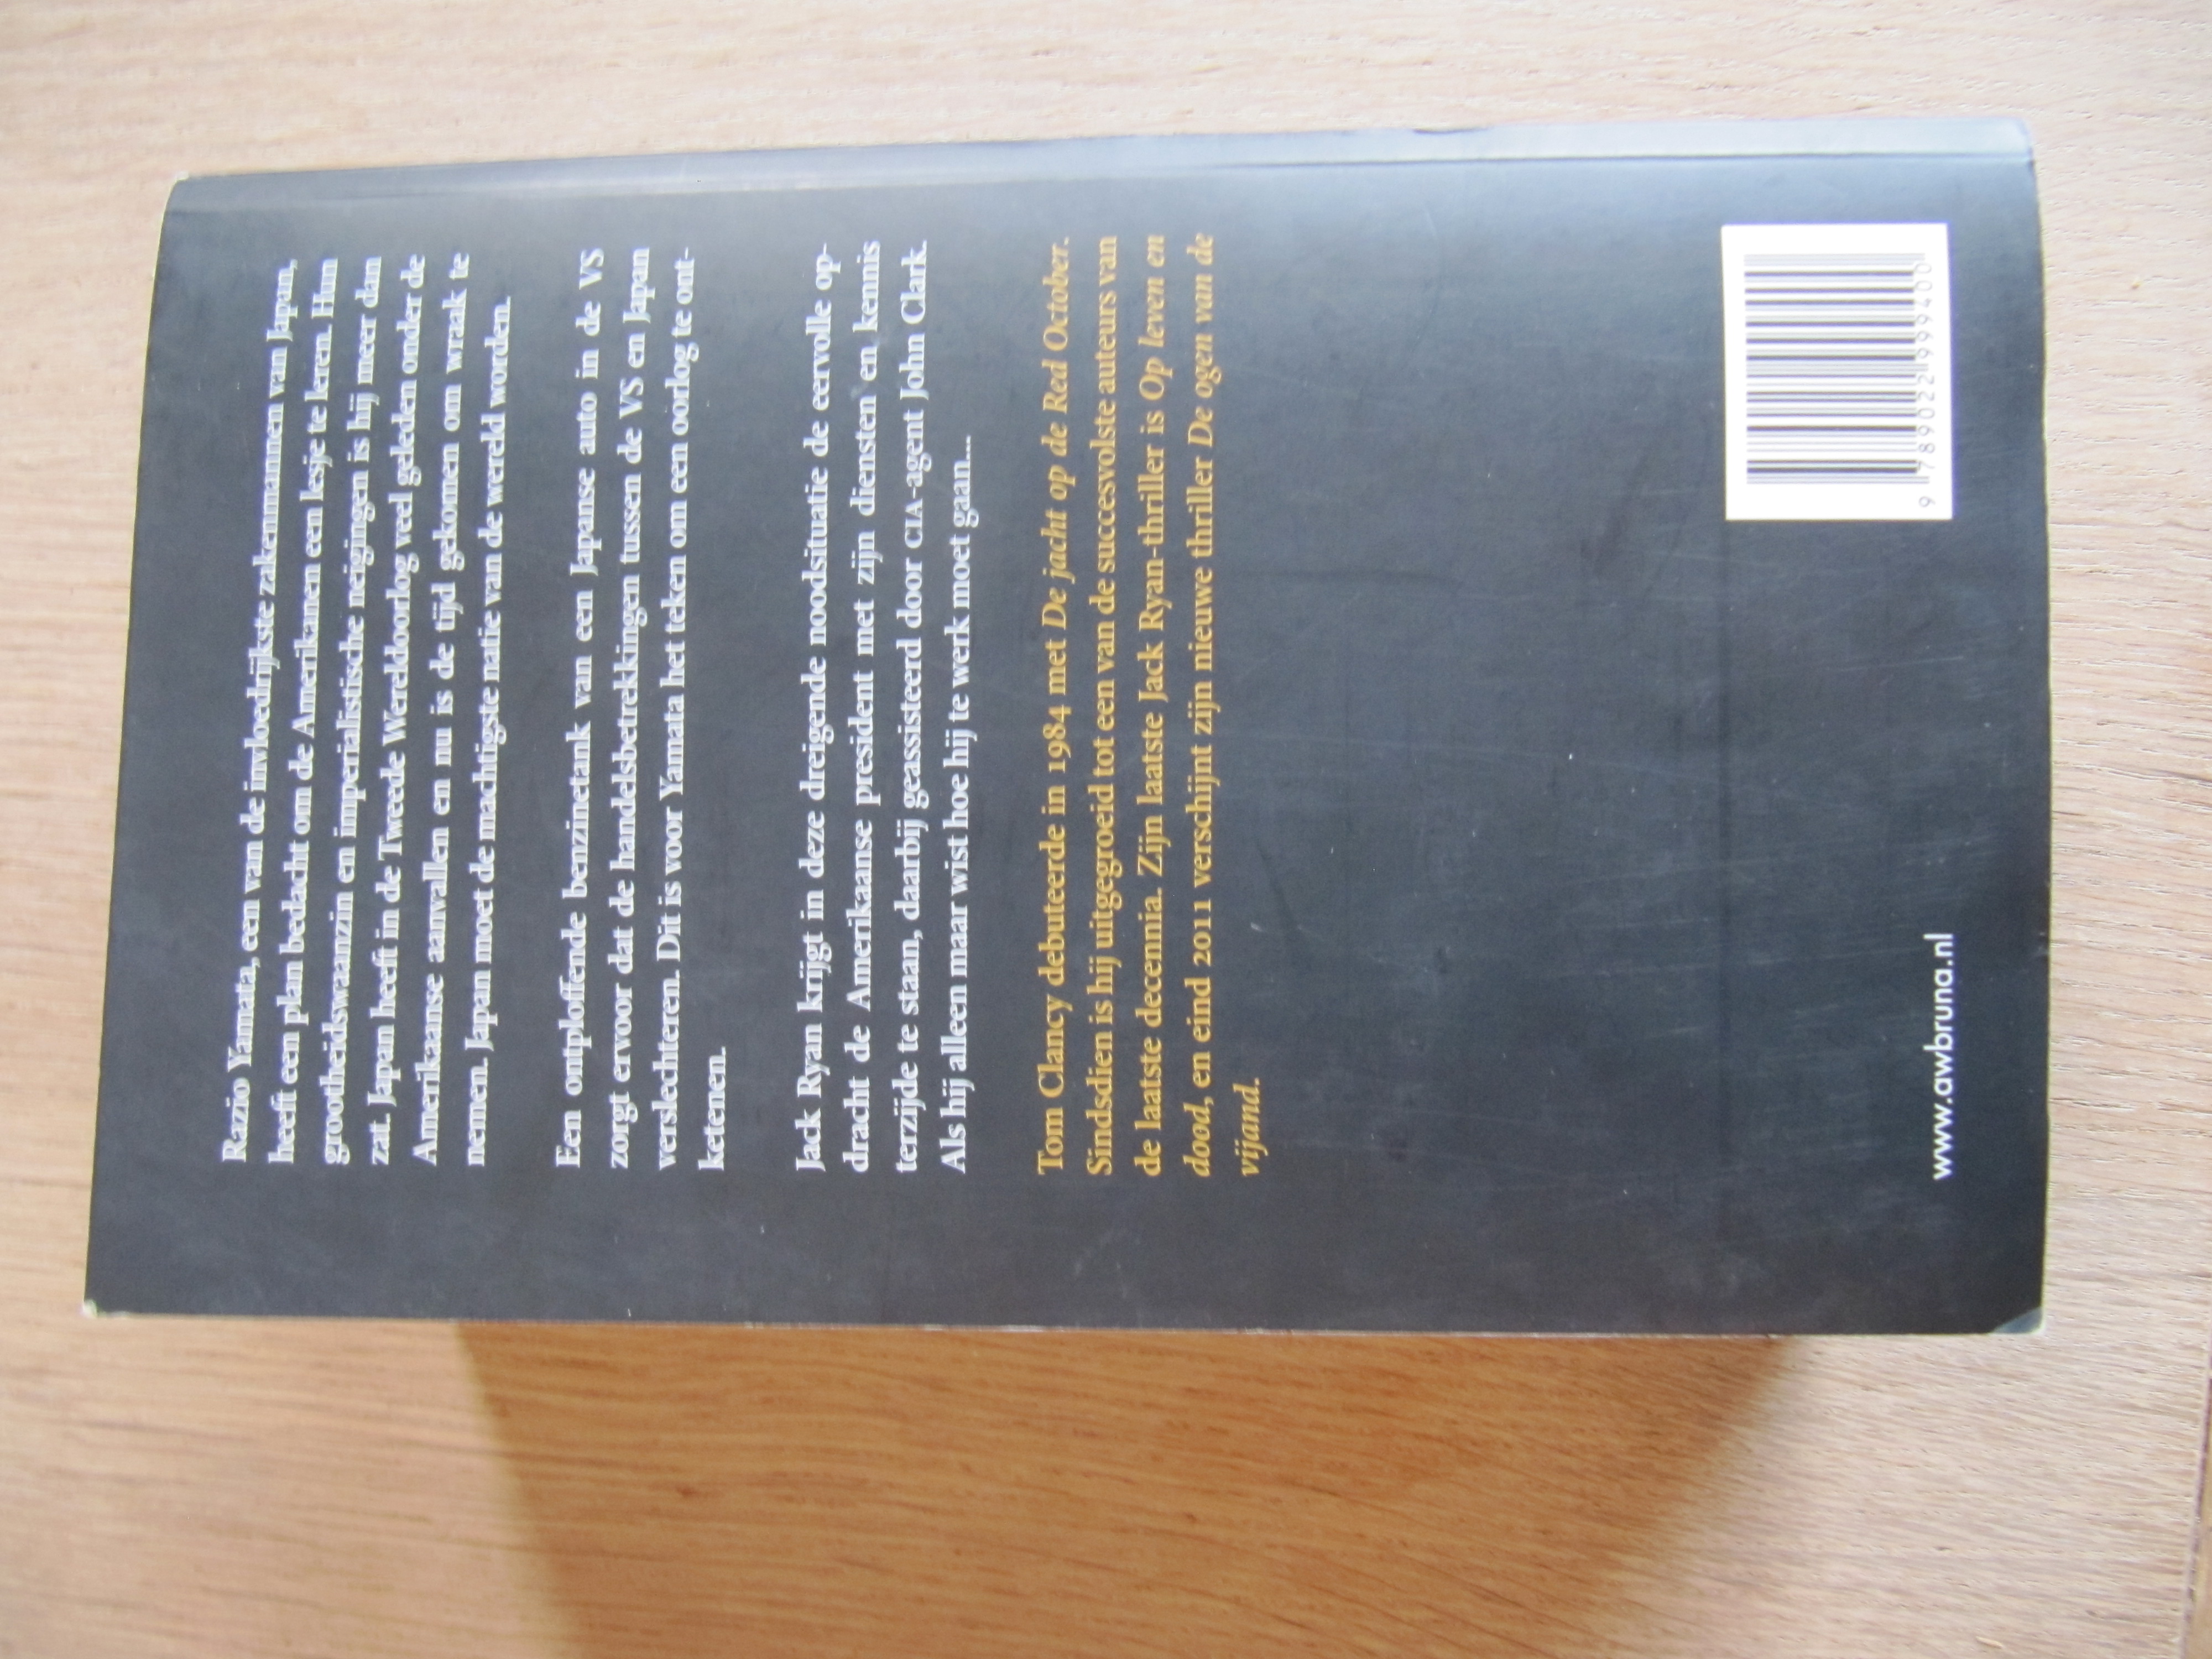 Razio Yamata, een van de invloedrijkste zakenmannen van Japan,
heeft een plan bedacht om de Amerikanen een lesje te leren. Hun
grootheidswaanzin en imperialistische neigingen is hij meer dan
zat. Japan heeft in de Tweede Wereldoorlog veel geleden onder de
Amerikaanse aanvallen en nu is de tijd gekomen om wraak te
nemen. Japan moet de machtigste natie van de wereld worden.
Een ontploffende benzinetank van een Japanse auto in de VS
zorgt ervoor dat de handelsbetrekkingen tussen de VS en Japan
verslechteren. Dit is voor Yamata het teken om een oorlog te ont-
ketenen.
Jack Ryan krijgt in deze dreigende noodsituatie de eervolle op-
dracht de Amerikaanse president met zijn diensten en kennis
terzijde te staan, daarbij geassisteerd door CIA-agent John Clark.
Als hij alleen maar wist hoe hij te werk moet gaan...
Tom Clancy debuteerde in 1984 met De jacht op de Red October.
Sindsdien is hij uitgegroeid tot een van de succesvolste auteurs van
de laatste decennia. Zijn laatste Jack Ryan-thriller is Op leven en
dood, en eind 2011 verschijnt zijn nieuwe thriller De ogen van de
vijand.
www.awbruna.nl
9 789022 999400